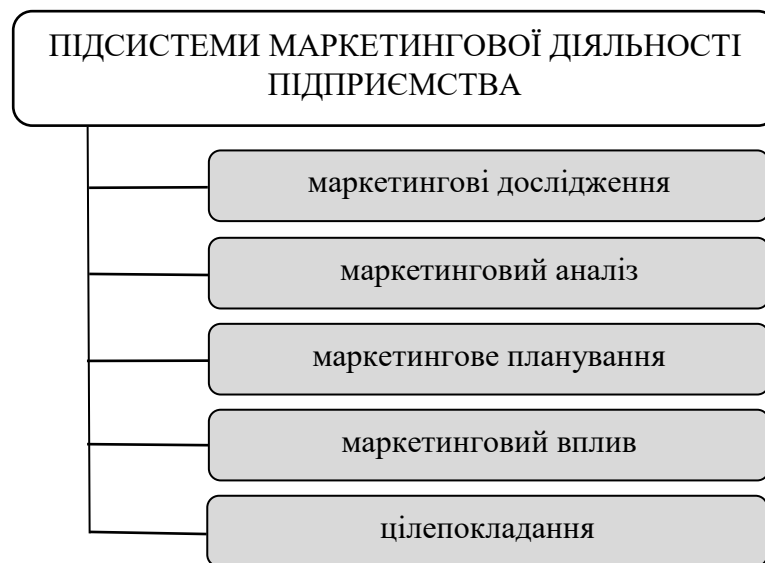 ПІДСИСТЕМИ МАРКЕТИНГОВОЇ ДІЯЛЬНОСТІ
ПІДПРИЄМСТВА
маркетингові дослідження
маркетинговий аналіз
маркетингове планування
маркетинговий вплив
цілепокладання